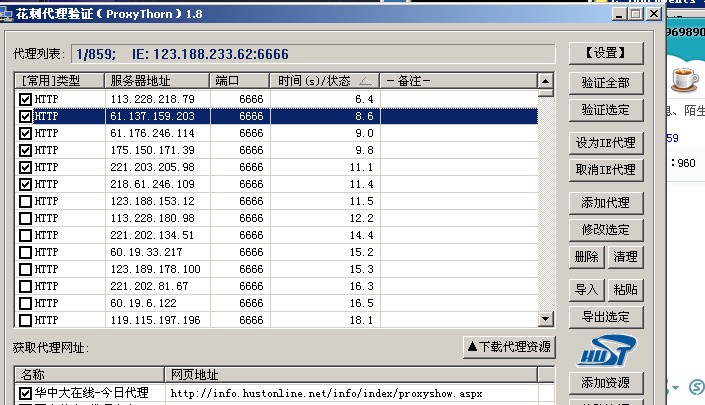 花刺代理验证(ProxyThorn)1.8
代理列表: 1/859; IE: 123.188.233.62:6666
【设置】
[常用]类型 服务器地址 端口 时间(s)/状态 －备注－
HTTP 113.228.218.79 6666 6.4
HTTP 61.137.159.203 6666 8.6
HTTP 61.176.246.114 6666 9.0
HTTP 175.150.171.39 6666 9.8
HTTP 221.203.205.98 6666 11.1
HTTP 218.61.246.109 6666 11.4
HTTP 123.188.153.12 6666 11.5
HTTP 113.228.180.98 6666 12.2
HTTP 221.202.134.51 6666 14.4
HTTP 60.19.33.217 6666 15.2
HTTP 123.189.178.100 6666 15.3
HTTP 221.202.81.67 6666 16.3
HTTP 60.19.6.122 6666 16.5
HTTP 119.115.197.196 6666 18.1
验证全部
验证选定
设为IE代理
取消IE代理
添加代理
修改选定
删除 清理
导入 粘贴
导出选定
获取代理网址:
▲下载代理资源
HUST
名称 网页地址
华中大在线-今日代理 http://info.hustonline.net/info/index/proxyshow.aspx
添加资源
969890
、陌生
59
:960